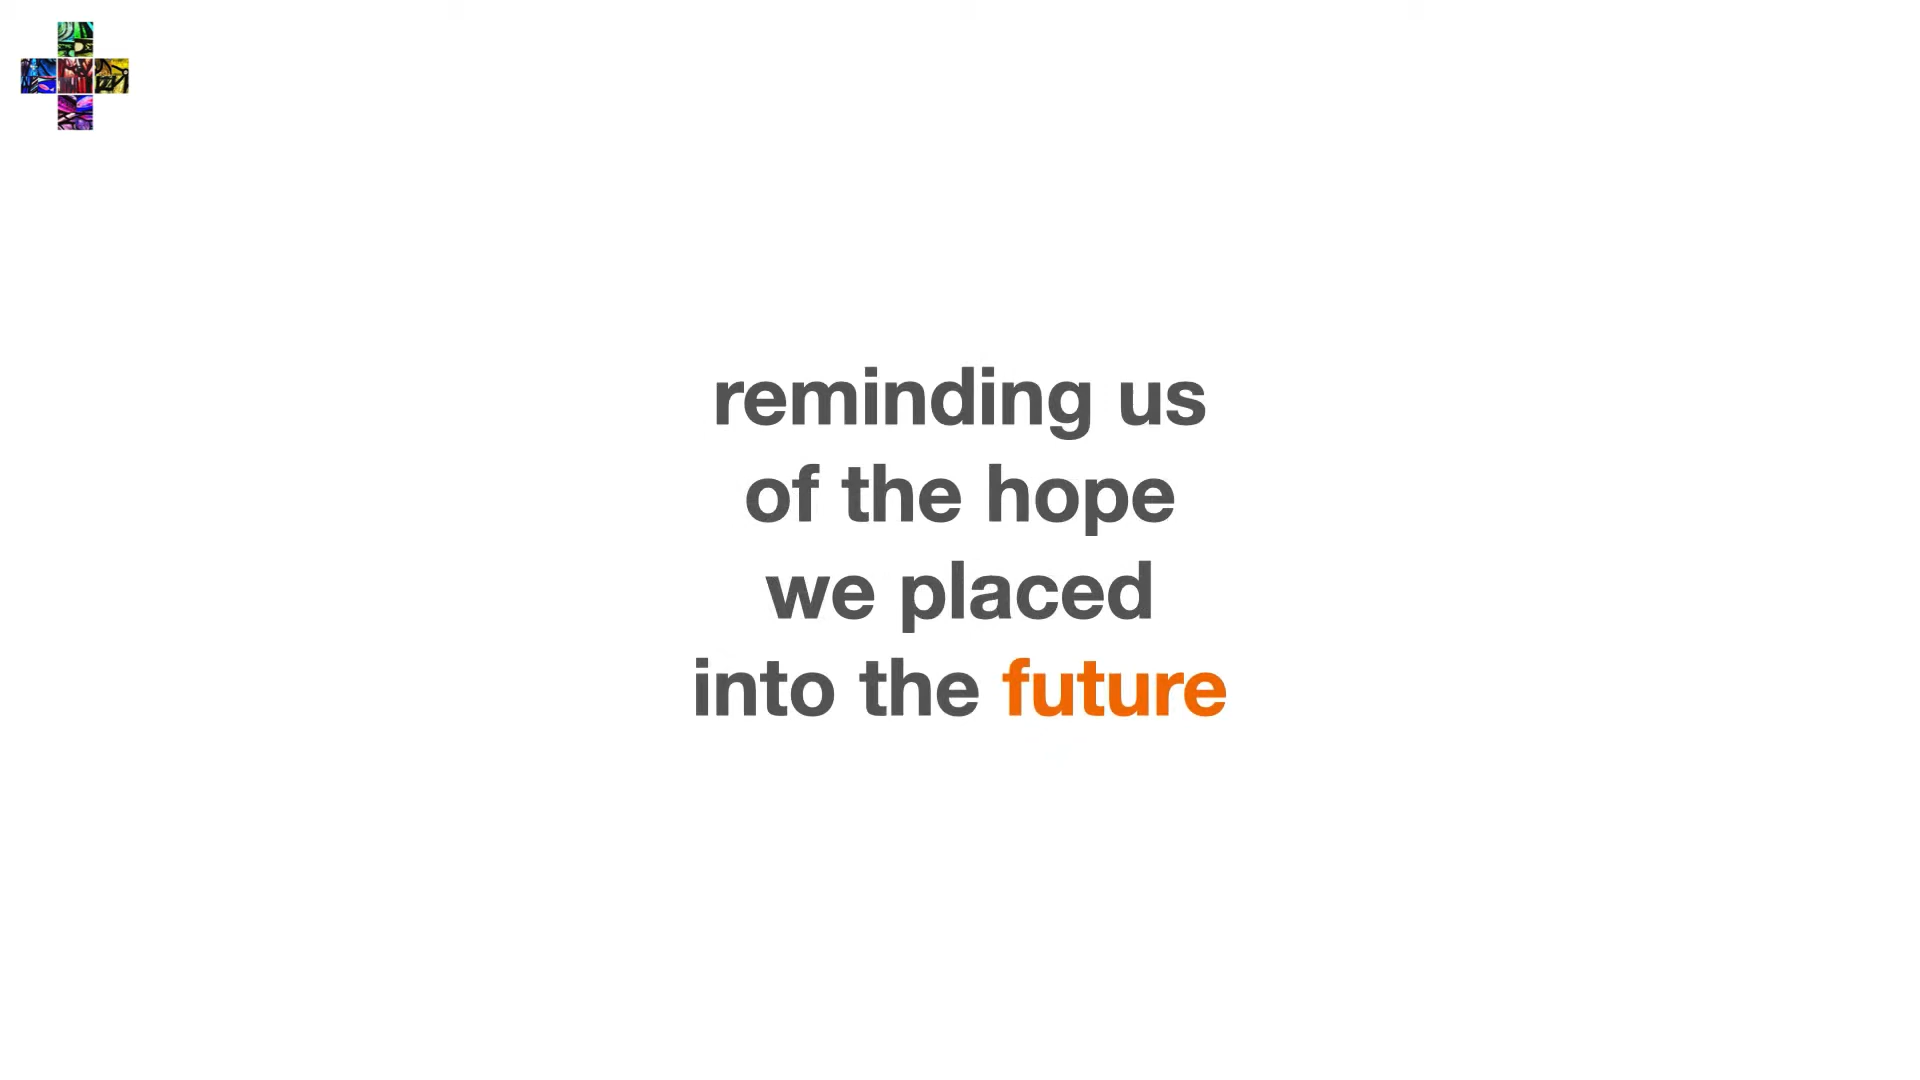 reminding us
of the hope
we placed
into the future